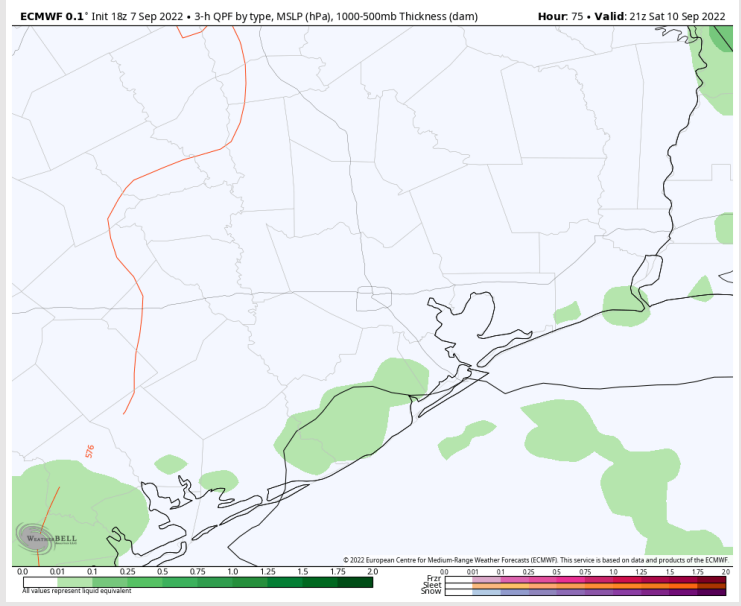 ECMWF 0.1° Init 18z 7 Sep 2022 • 3-h QPF by type, MSLP (hPa), 1000-500mb Thickness (dam)
Hour: 75 • Valid: 21z Sat 10 Sep 2022
576
WEATHERBELL
© 2022 European Centre for Medium-Range Weather Forecasts (ECMWF). This service is based on data and products of the ECMWF.
0.0 0.01 0.1 0.25 0.5 0.75 1.0 1.25 1.5 1.75 2.0
All values represent liquid equivalent
0.0 0.01 0.1 0.25 0.5 0.75 1.0 1.25 1.5 1.75 2.0
Frzr
Sleet
Snow